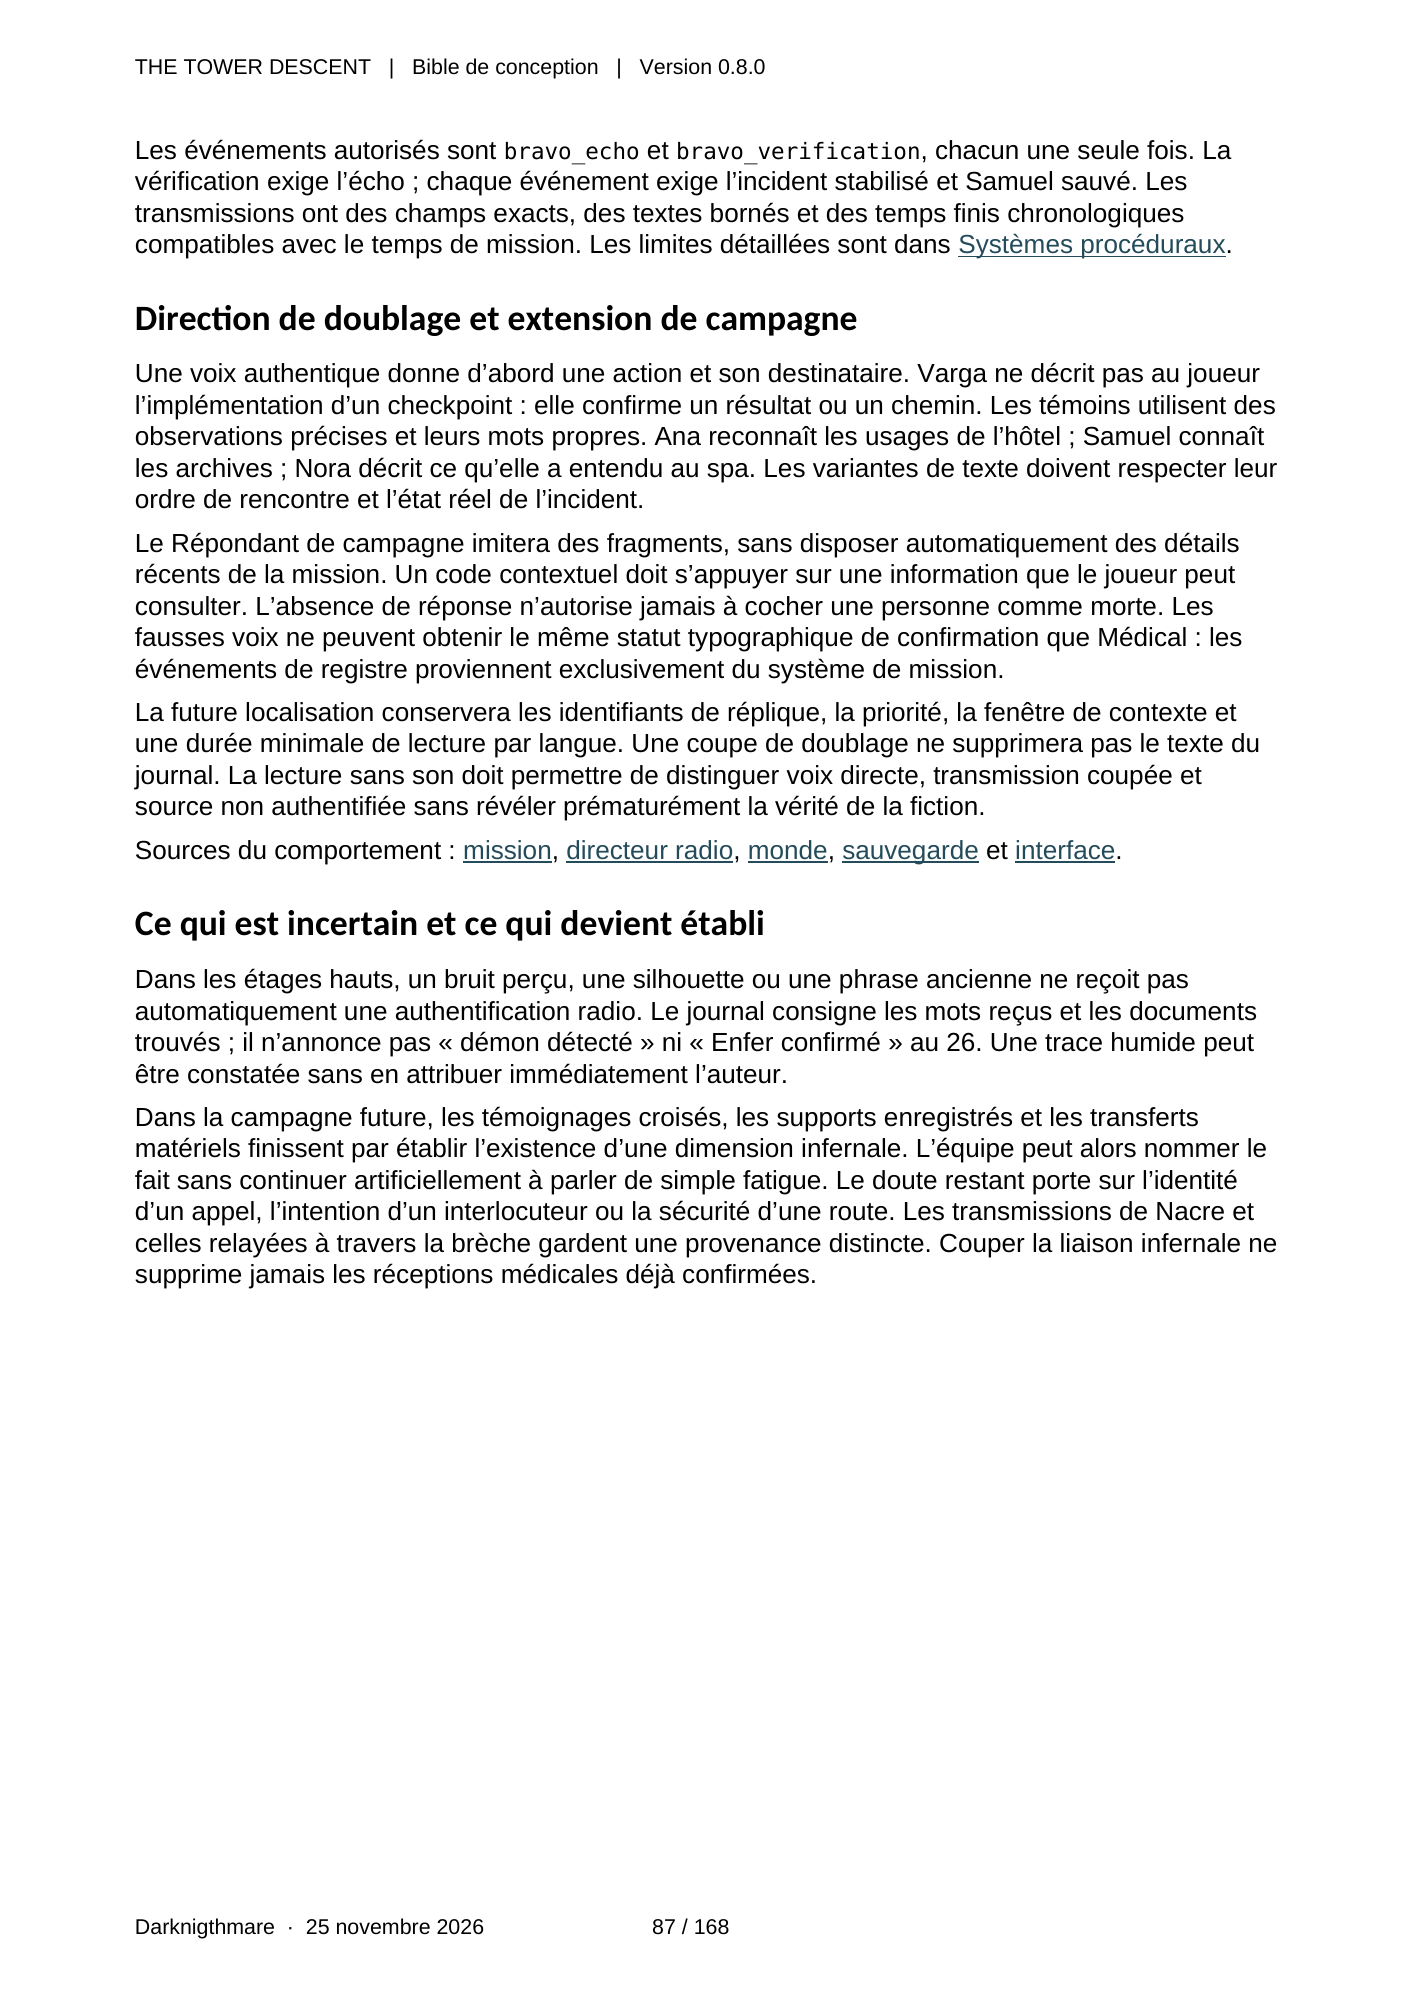 THE TOWER DESCENT | Bible de conception | Version 0.8.0
Les événements autorisés sont bravo_echo et bravo_verification, chacun une seule fois. La
vérification exige l’écho ; chaque événement exige l’incident stabilisé et Samuel sauvé. Les
transmissions ont des champs exacts, des textes bornés et des temps finis chronologiques
compatibles avec le temps de mission. Les limites détaillées sont dans Systèmes procéduraux.
Direction de doublage et extension de campagne
Une voix authentique donne d’abord une action et son destinataire. Varga ne décrit pas au joueur
l’implémentation d’un checkpoint : elle confirme un résultat ou un chemin. Les témoins utilisent des
observations précises et leurs mots propres. Ana reconnaît les usages de l’hôtel ; Samuel connaît
les archives ; Nora décrit ce qu’elle a entendu au spa. Les variantes de texte doivent respecter leur
ordre de rencontre et l’état réel de l’incident.
Le Répondant de campagne imitera des fragments, sans disposer automatiquement des détails
récents de la mission. Un code contextuel doit s’appuyer sur une information que le joueur peut
consulter. L’absence de réponse n’autorise jamais à cocher une personne comme morte. Les
fausses voix ne peuvent obtenir le même statut typographique de confirmation que Médical : les
événements de registre proviennent exclusivement du système de mission.
La future localisation conservera les identifiants de réplique, la priorité, la fenêtre de contexte et
une durée minimale de lecture par langue. Une coupe de doublage ne supprimera pas le texte du
journal. La lecture sans son doit permettre de distinguer voix directe, transmission coupée et
source non authentifiée sans révéler prématurément la vérité de la fiction.
Sources du comportement : mission, directeur radio, monde, sauvegarde et interface.
Ce qui est incertain et ce qui devient établi
Dans les étages hauts, un bruit perçu, une silhouette ou une phrase ancienne ne reçoit pas
automatiquement une authentification radio. Le journal consigne les mots reçus et les documents
trouvés ; il n’annonce pas « démon détecté » ni « Enfer confirmé » au 26. Une trace humide peut
être constatée sans en attribuer immédiatement l’auteur.
Dans la campagne future, les témoignages croisés, les supports enregistrés et les transferts
matériels finissent par établir l’existence d’une dimension infernale. L’équipe peut alors nommer le
fait sans continuer artificiellement à parler de simple fatigue. Le doute restant porte sur l’identité
d’un appel, l’intention d’un interlocuteur ou la sécurité d’une route. Les transmissions de Nacre et
celles relayées à travers la brèche gardent une provenance distincte. Couper la liaison infernale ne
supprime jamais les réceptions médicales déjà confirmées.
Darknigthmare · 25 novembre 2026 87 / 168